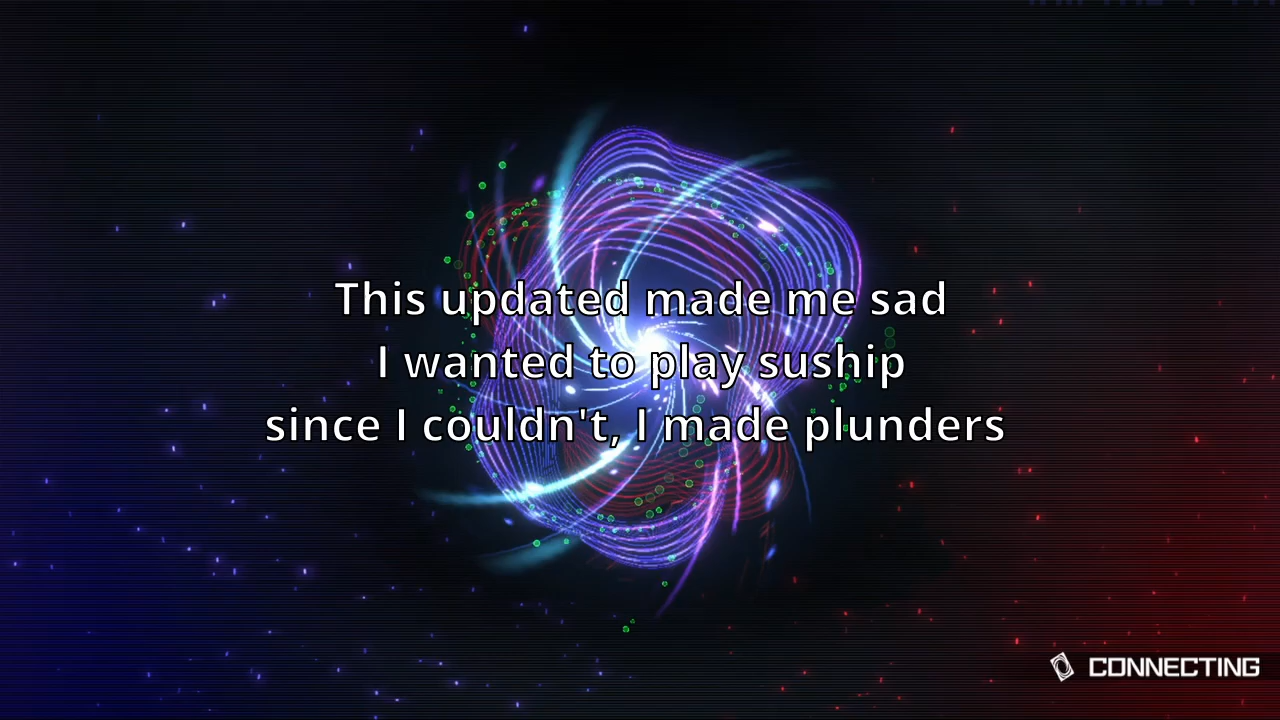 This updated made me sad
I wanted to play suship
since I couldn't, I made plunders
CONNECTING